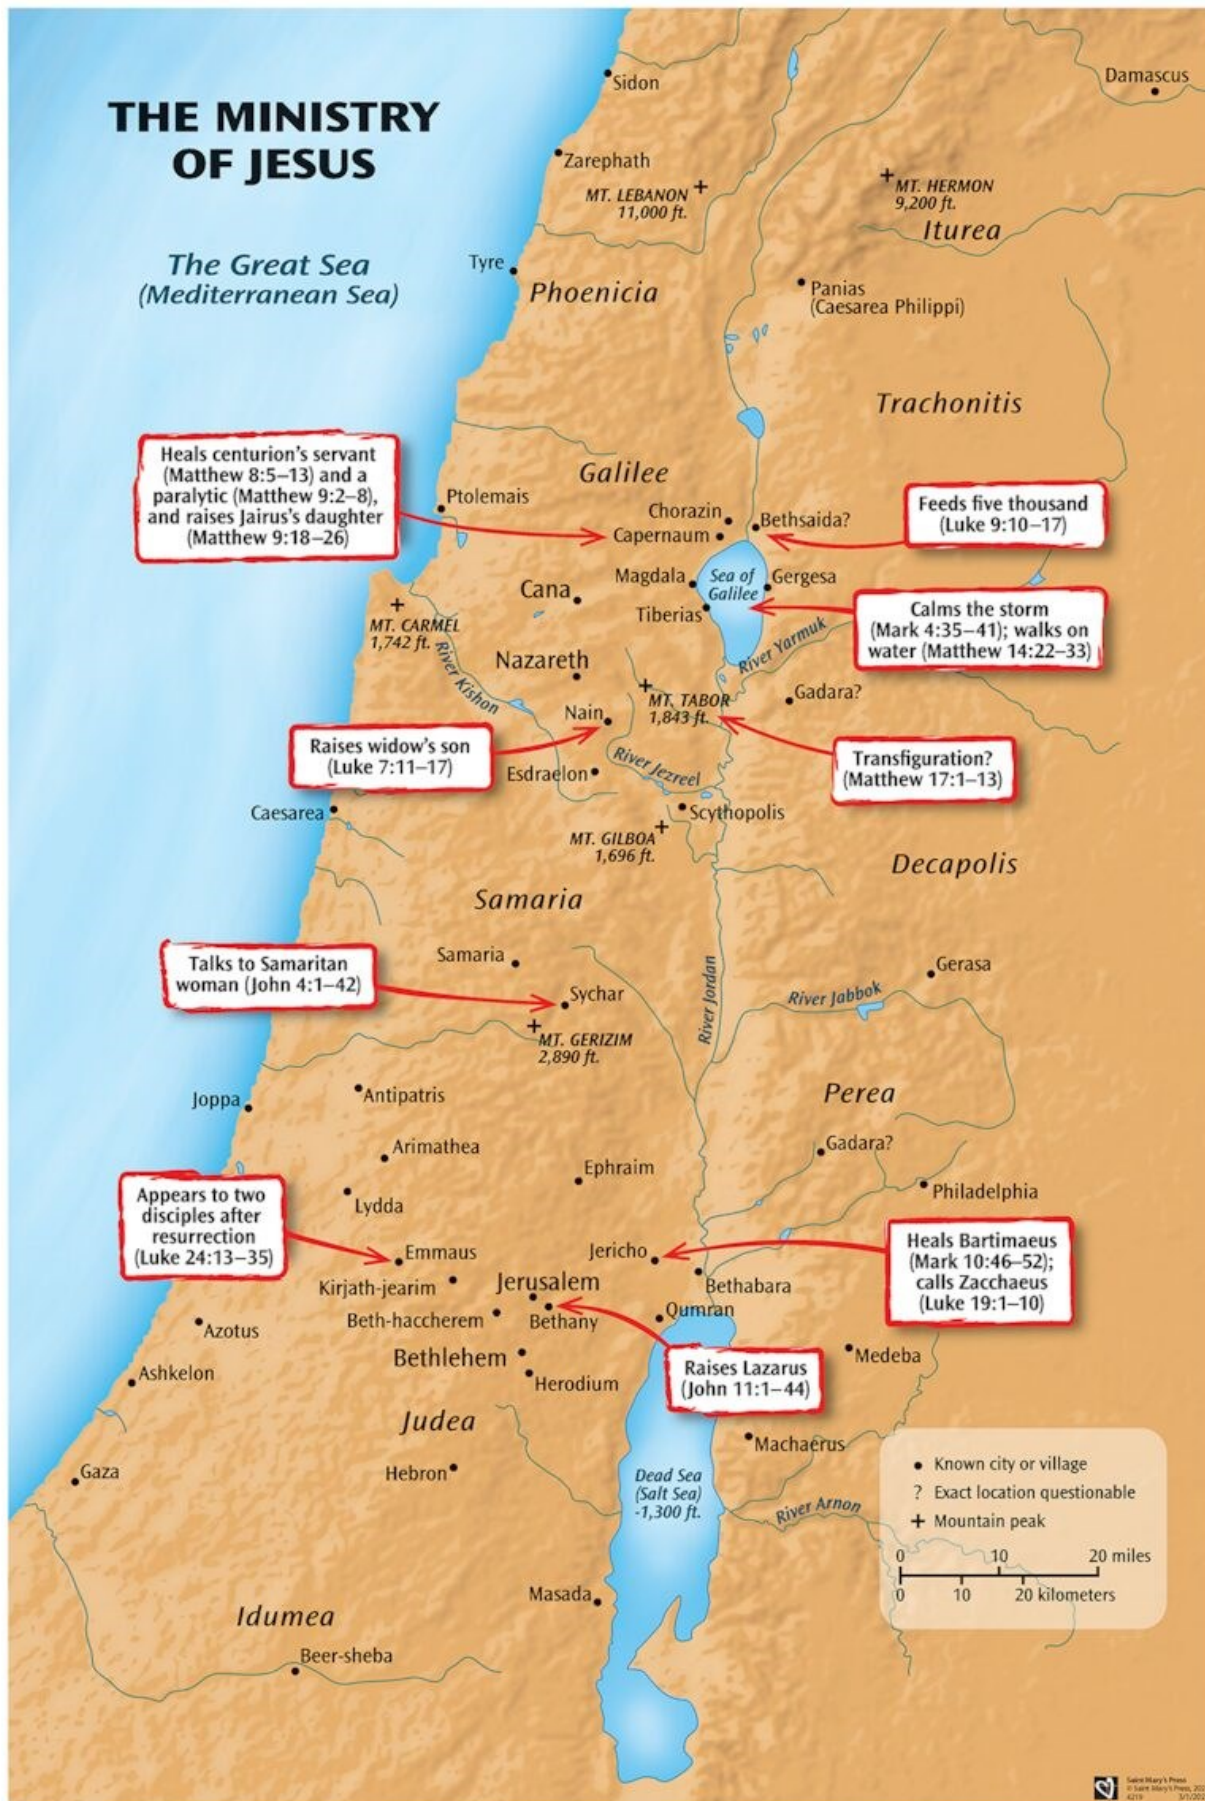 THE MINISTRY
OF JESUS
The Great Sea
(Mediterranean Sea)
Sidon
Damascus
Zarephath
MT. LEBANON
11,000 ft.
MT. HERMON
9,200 ft.
Iturea
Tyre
Phoenicia
Panias
(Caesarea Philippi)
Trachonitis
Heals centurion's servant
(Matthew 8:5–13) and a
paralytic (Matthew 9:2–8),
and raises Jairus's daughter
(Matthew 9:18–26)
Galilee
Ptolemais
Chorazin
Bethsaida?
Capernaum
Feeds five thousand
(Luke 9:10–17)
Magdala
Sea of
Galilee
Gergesa
Cana
Tiberias
Calms the storm
(Mark 4:35–41); walks on
water (Matthew 14:22–33)
MT. CARMEL
1,742 ft.
River Kishon
River Yarmuk
Nazareth
MT. TABOR
1,843 ft.
Gadara?
Nain
Raises widow's son
(Luke 7:11–17)
River Jezreel
Transfiguration?
(Matthew 17:1–13)
Esdraelon
Caesarea
Scythopolis
MT. GILBOA
1,696 ft.
Decapolis
Samaria
Samaria
Talks to Samaritan
woman (John 4:1–42)
Sychar
Gerasa
River Jordan
River Jabbok
MT. GERIZIM
2,890 ft.
Joppa
Antipatris
Perea
Arimathea
Gadara?
Ephraim
Appears to two
disciples after
resurrection
(Luke 24:13–35)
Lydda
Philadelphia
Emmaus
Jericho
Heals Bartimaeus
(Mark 10:46–52);
calls Zacchaeus
(Luke 19:1–10)
Kirjath-jearim
Jerusalem
Bethabara
Beth-haccherem
Bethany
Qumran
Azotus
Bethlehem
Medeba
Ashkelon
Herodium
Raises Lazarus
(John 11:1–44)
Judea
Machaerus
Gaza
Hebron
Dead Sea
(Salt Sea)
-1,300 ft.
River Arnon
Known city or village
? Exact location questionable
Mountain peak
0 10 20 miles
0 10 20 kilometers
Masada
Idumea
Beer-sheba
Saint Mary's Press
© Saint Mary's Press, 202
4219 3/1/202